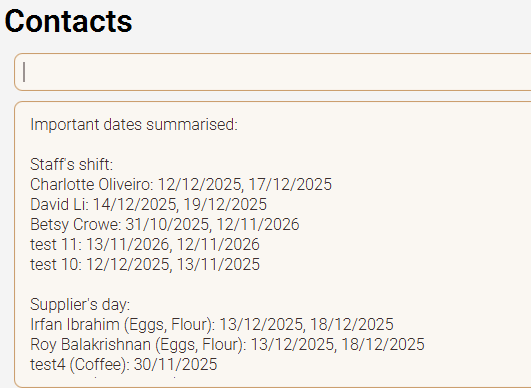 Contacts
Important dates summarised:
Staff's shift:
Charlotte Oliveiro: 12/12/2025, 17/12/2025
David Li: 14/12/2025, 19/12/2025
Betsy Crowe: 31/10/2025, 12/11/2026
test 11: 13/11/2026, 12/11/2026
test 10: 12/12/2025, 13/11/2025
Supplier's day:
Irfan Ibrahim (Eggs, Flour): 13/12/2025, 18/12/2025
Roy Balakrishnan (Eggs, Flour): 13/12/2025, 18/12/2025
test4 (Coffee): 30/11/2025